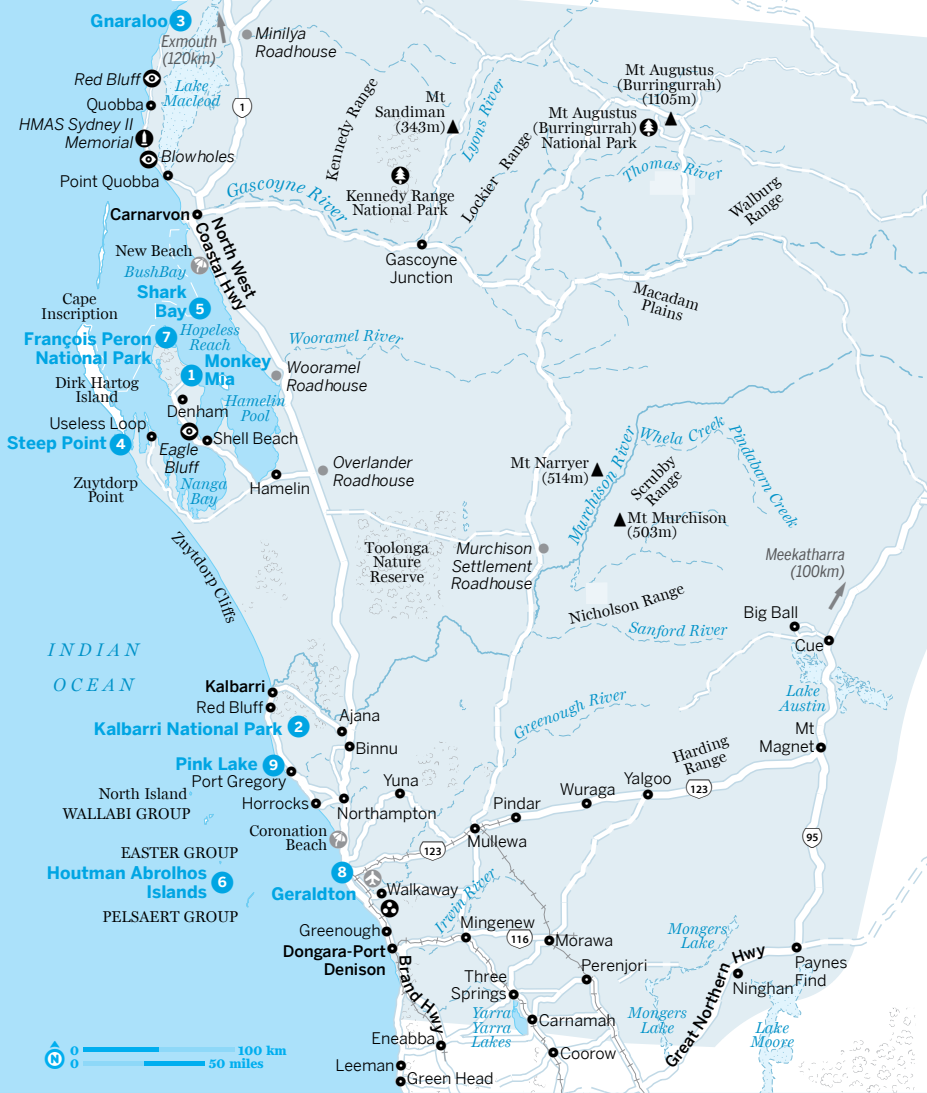 Gnaraloo 3
Exmouth
(120km)
Minilya
Roadhouse
Red Bluff
Lake
Macleod
Quobba
1
HMAS Sydney II
Memorial
Blowholes
Point Quobba
Kennedy Range
Mt
Sandiman
(343m)
Lyons River
Mt Augustus
(Burringurrah)
(1105m)
Mt Augustus
(Burringurrah)
National Park
Lockier Range
Thomas River
Kennedy Range
National Park
Walburg
Range
Gascoyne River
Carnarvon
North West
Coastal Hwy
New Beach
BushBay
Gascoyne
Junction
Shark
Bay 5
Cape
Inscription
Macadam
Plains
François Peron
National Park
7
Hopeless
Reach
Wooramel River
1
Monkey
Mia
Wooramel
Roadhouse
Dirk Hartog
Island
Denham
Hamelin
Pool
Useless Loop
Steep Point 4
Shell Beach
Eagle
Bluff
Whela Creek
Pindabarn Creek
Murchison River
Mt Narryer
(514m)
Scrubby
Range
Overlander
Roadhouse
Zuytdorp
Point
Nanga
Bay
Hamelin
Mt Murchison
(503m)
Zuytdorp Cliffs
Toolonga
Nature
Reserve
Murchison
Settlement
Roadhouse
Meekatharra
(100km)
Nicholson Range
Big Ball
Sanford River
Cue
INDIAN
OCEAN
Kalbarri
Red Bluff
Lake
Austin
Greenough River
Kalbarri National Park 2
Ajana
Mt
Magnet
Binnu
Harding
Range
Pink Lake 9
Port Gregory
Yuna
Wuraga
Yalgoo
123
North Island
WALLABI GROUP
Horrocks
Northampton
Pindar
Coronation
Beach
Mullewa
95
123
EASTER GROUP
Houtman Abrolhos
Islands
6
8
Geraldton
Walkaway
Irwin River
PELSAERT GROUP
Greenough
Mingenew
116
Morawa
Mongers
Lake
Dongara-Port
Denison
Brand Hwy
Great Northern Hwy
Paynes
Find
Perenjori
Ninghan
Three
Springs
Yarra
Yarra
Lakes
Carnamah
Mongers
Lake
Lake
Moore
Eneabba
Coorow
N
0 100 km
0 50 miles
Leeman
Green Head